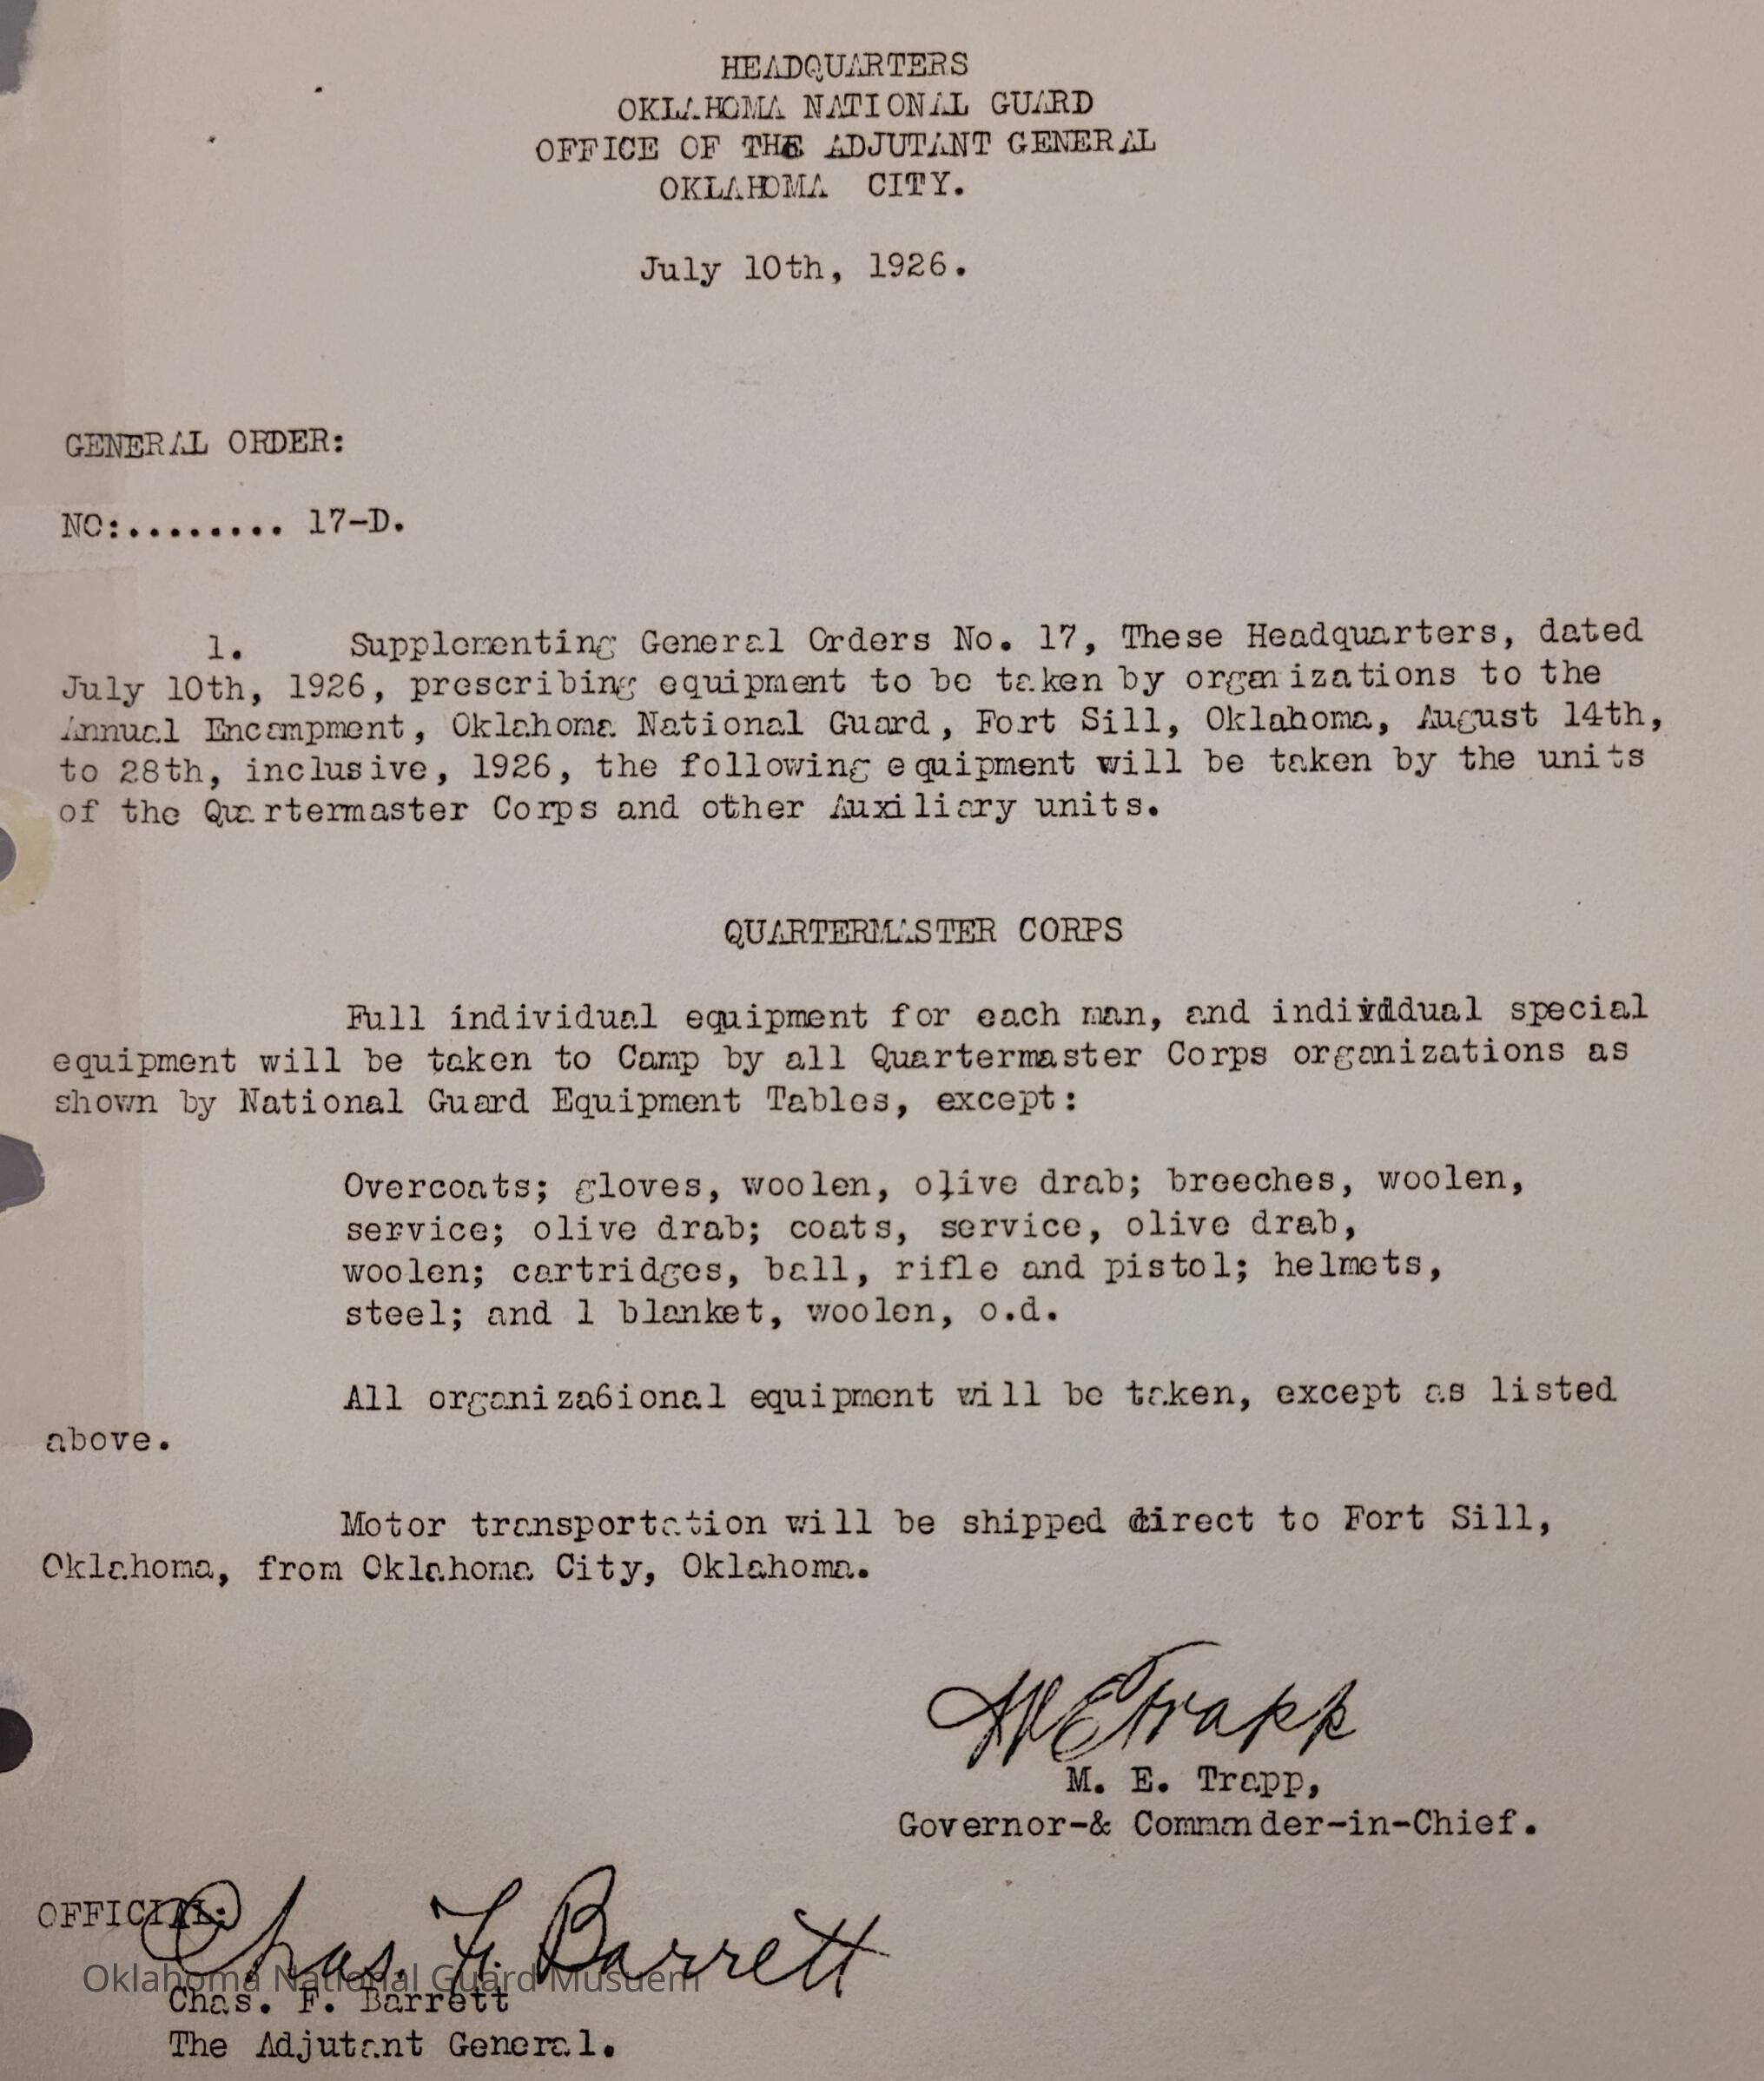 HEADQUARTERS
OKLAHOMA NATIONAL GUARD
OFFICE OF THE ADJUTANT GENERAL
OKLAHOMA CITY.
July 10th, 1926.
GENERAL ORDER:
NO:........ 17-D.
1. Supplementing General Orders No. 17, These Headquarters, dated
July 10th, 1926, prescribing equipment to be taken by organizations to the
Annual Encampment, Oklahoma National Guard, Fort Sill, Oklahoma, August 14th,
to 28th, inclusive, 1926, the following equipment will be taken by the units
of the Quartermaster Corps and other Auxiliary units.
QUARTERMASTER CORPS
Full individual equipment for each man, and individdual special
equipment will be taken to Camp by all Quartermaster Corps organizations as
shown by National Guard Equipment Tables, except:
Overcoats; gloves, woolen, olive drab; breeches, woolen,
service; olive drab; coats, service, olive drab,
woolen; cartridges, ball, rifle and pistol; helmets,
steel; and 1 blanket, woolen, o.d.
All organiza6ional equipment will be taken, except as listed
above.
Motor transportation will be shipped direct to Fort Sill,
Oklahoma, from Oklahoma City, Oklahoma.
M E Trapp
M. E. Trapp,
Governor-& Commander-in-Chief.
OFFICIAL:
Chas. F. Barrett
Oklahoma National Guard Musuem
Chas. F. Barrett
The Adjutant General.